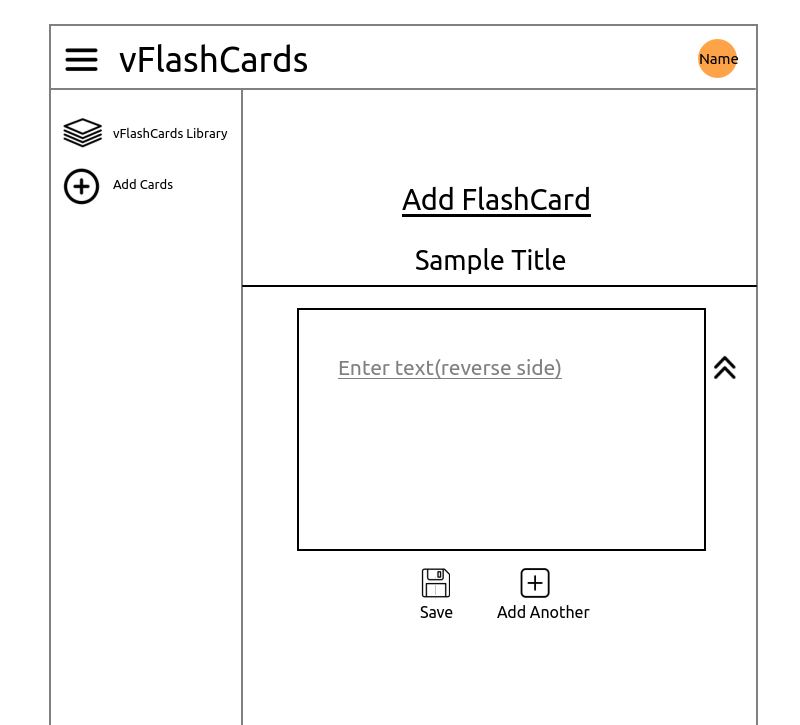 vFlashCards
Name
vFlashCards Library
Add Cards
Add FlashCard
Sample Title
Enter text(reverse side)
Save
Add Another